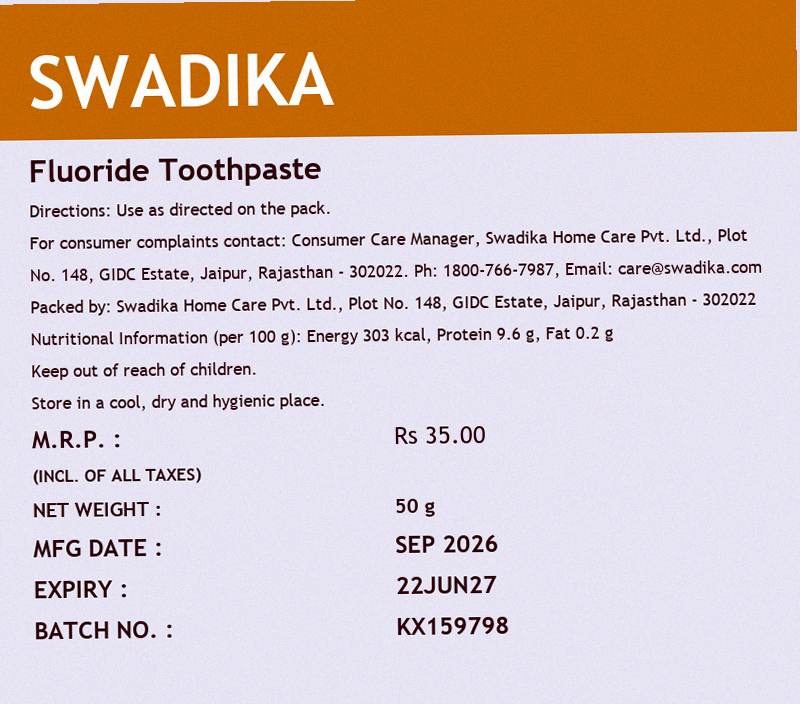 SWADIKA
Fluoride Toothpaste
Directions: Use as directed on the pack.
For consumer complaints contact: Consumer Care Manager, Swadika Home Care Pvt. Ltd., Plot
No. 148, GIDC Estate, Jaipur, Rajasthan - 302022. Ph: 1800-766-7987, Email: care@swadika.com
Packed by: Swadika Home Care Pvt. Ltd., Plot No. 148, GIDC Estate, Jaipur, Rajasthan - 302022
Nutritional Information (per 100 g): Energy 303 kcal, Protein 9.6 g, Fat 0.2 g
Keep out of reach of children.
Store in a cool, dry and hygienic place.
M.R.P. : Rs 35.00
(INCL. OF ALL TAXES)
NET WEIGHT : 50 g
MFG DATE : SEP 2026
EXPIRY : 22JUN27
BATCH NO. : KX159798